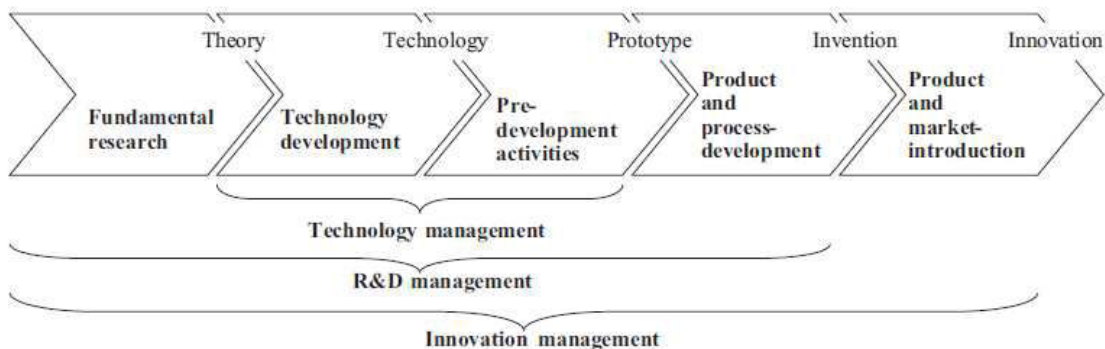 Theory
Technology
Prototype
Invention
Innovation
Fundamental
research
Technology
development
Pre-
development
activities
Product
and
process-
development
Product
and
market-
introduction
Technology management
R&D management
Innovation management